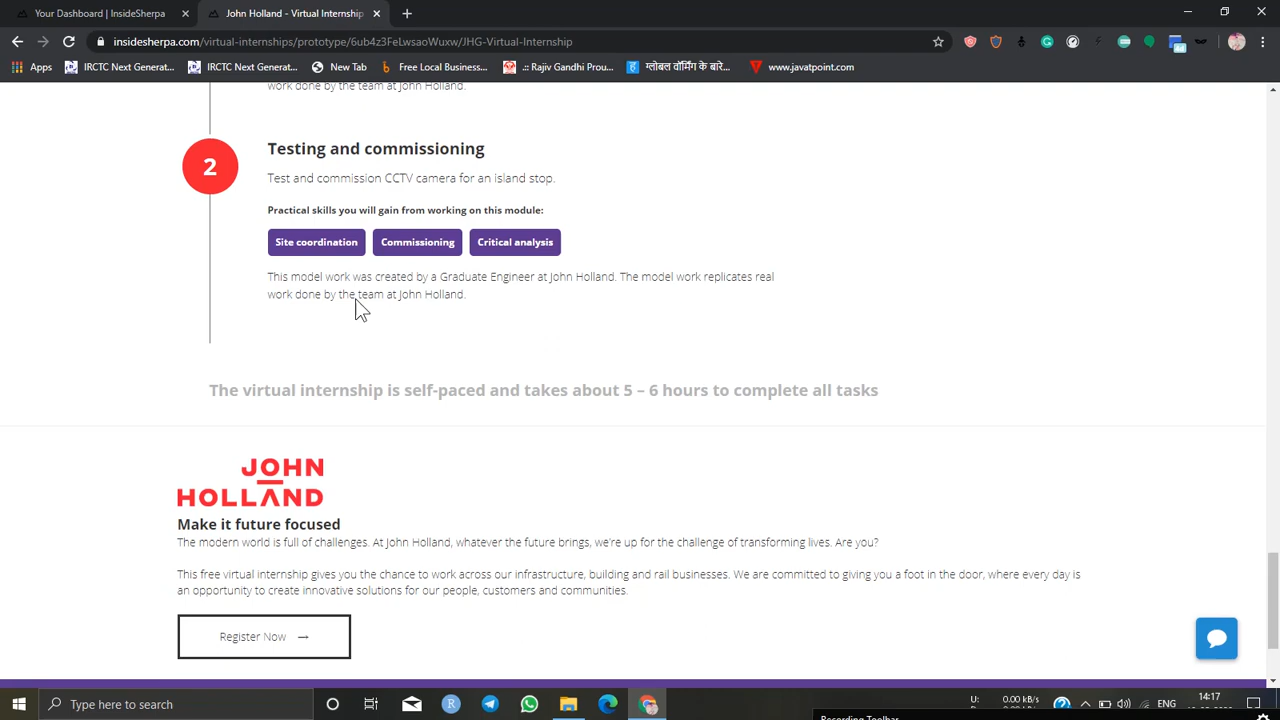 Your Dashboard | InsideSherpa
John Holland - Virtual Internship
insidesherpa.com/virtual-internships/prototype/6ub4z3FeLwsaoWuxw/JHG-Virtual-Internship
Apps
IRCTC Next Generat...
IRCTC Next Generat...
New Tab
Free Local Business...
.:: Rajiv Gandhi Prou...
ग्लोबल वॉर्मिंग के बारे...
www.javatpoint.com
work done by the team at John Holland.
2
Testing and commissioning
Test and commission CCTV camera for an island stop.
Practical skills you will gain from working on this module:
Site coordination
Commissioning
Critical analysis
This model work was created by a Graduate Engineer at John Holland. The model work replicates real
work done by the team at John Holland.
The virtual internship is self-paced and takes about 5 – 6 hours to complete all tasks
JOHN
HOLLAND
Make it future focused
The modern world is full of challenges. At John Holland, whatever the future brings, we're up for the challenge of transforming lives. Are you?
This free virtual internship gives you the chance to work across our infrastructure, building and rail businesses. We are committed to giving you a foot in the door, where every day is
an opportunity to create innovative solutions for our people, customers and communities.
Register Now →
Type here to search
U: 0.00 kB/s
D: 0.00 kB/s
ENG
14:17
Recording Toolbar